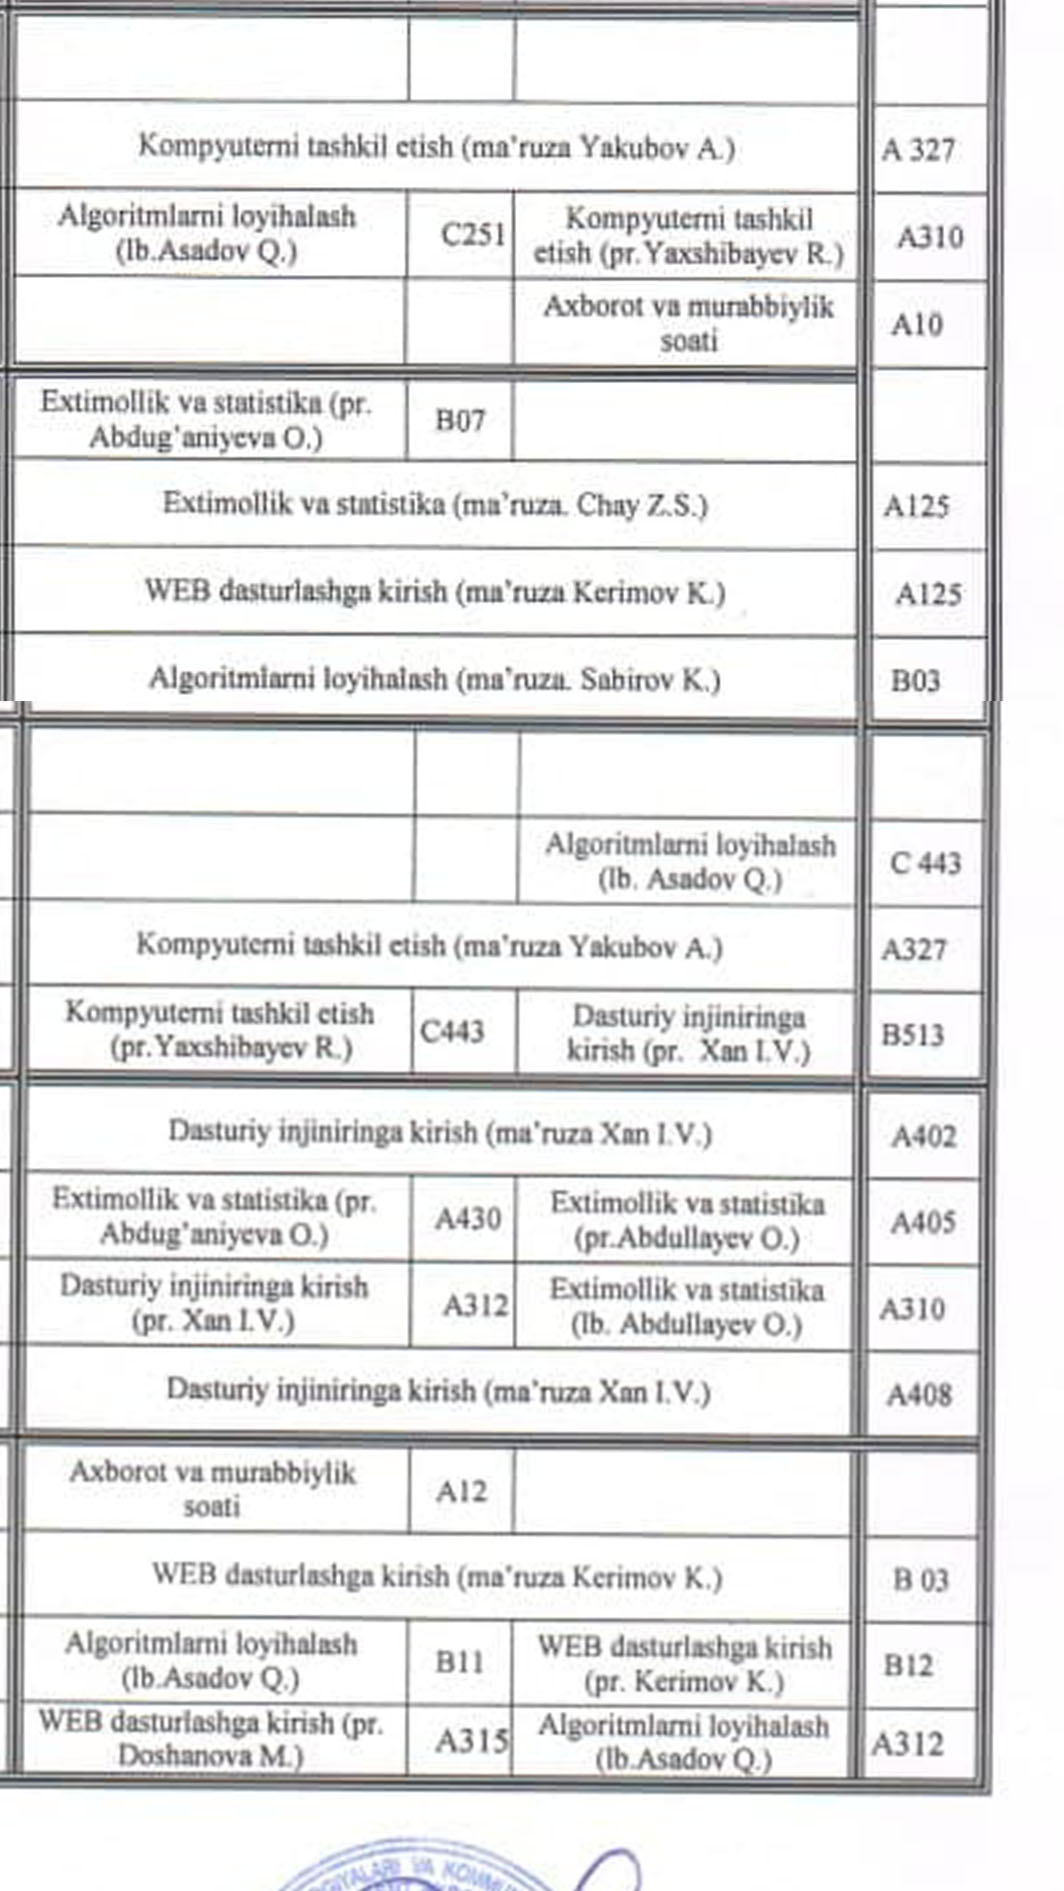 Kompyuterni tashkil etish (ma'ruza Yakubov A.)
A 327
Algoritmlarni loyihalash
(lb.Asadov Q.)
C251
Kompyuterni tashkil
etish (pr.Yaxshibayev R.)
A310
Axborot va murabbiylik
soati
A10
Extimollik va statistika (pr.
Abdug'aniyeva O.)
B07
Extimollik va statistika (ma'ruza. Chay Z.S.)
A125
WEB dasturlashga kirish (ma'ruza Kerimov K.)
A125
Algoritmlarni loyihalash (ma'ruza. Sabirov K.)
B03
Algoritmlarni loyihalash
(lb. Asadov Q.)
C 443
Kompyuterni tashkil etish (ma'ruza Yakubov A.)
A327
Kompyuterni tashkil etish
(pr.Yaxshibayev R.)
C443
Dasturiy injiniringa
kirish (pr. Xan I.V.)
B513
Dasturiy injiniringa kirish (ma'ruza Xan I.V.)
A402
Extimollik va statistika (pr.
Abdug'aniyeva O.)
A430
Extimollik va statistika
(pr.Abdullayev O.)
A405
Dasturiy injiniringa kirish
(pr. Xan I.V.)
A312
Extimollik va statistika
(lb. Abdullayev O.)
A310
Dasturiy injiniringa kirish (ma'ruza Xan I.V.)
A408
Axborot va murabbiylik
soati
A12
WEB dasturlashga kirish (ma'ruza Kerimov K.)
B 03
Algoritmlarni loyihalash
(lb.Asadov Q.)
B11
WEB dasturlashga kirish
(pr. Kerimov K.)
B12
WEB dasturlashga kirish (pr.
Doshanova M.)
A315
Algoritmlarni loyihalash
(lb.Asadov Q.)
A312
VA